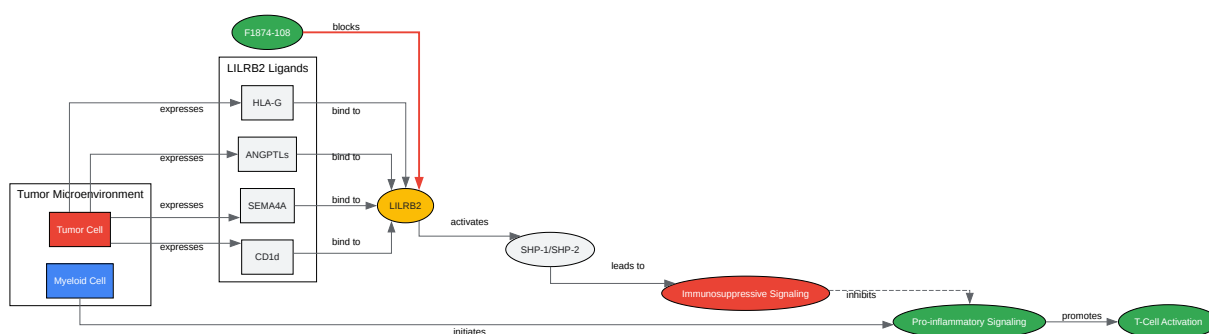 F1874-108
blocks
LILRB2 Ligands
HLA-G
expresses
bind to
ANGPTLs
expresses
bind to
Tumor Microenvironment
SEMA4A
expresses
bind to
LILRB2
Tumor Cell
activates
expresses
CD1d
bind to
SHP-1/SHP-2
leads to
Myeloid Cell
Immunosuppressive Signaling
inhibits
initiates
Pro-inflammatory Signaling
promotes
T-Cell Activation